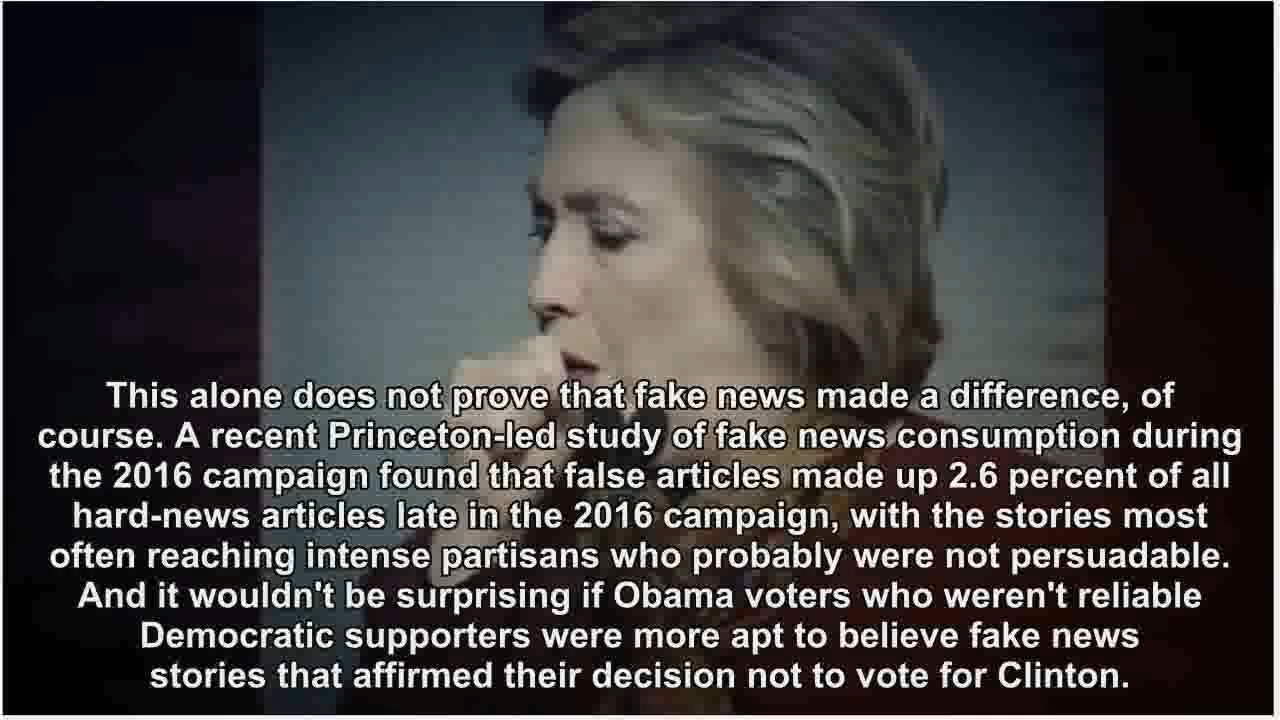 This alone does not prove that fake news made a difference, of
course. A recent Princeton-led study of fake news consumption during
the 2016 campaign found that false articles made up 2.6 percent of all
hard-news articles late in the 2016 campaign, with the stories most
often reaching intense partisans who probably were not persuadable.
And it wouldn't be surprising if Obama voters who weren't reliable
Democratic supporters were more apt to believe fake news
stories that affirmed their decision not to vote for Clinton.